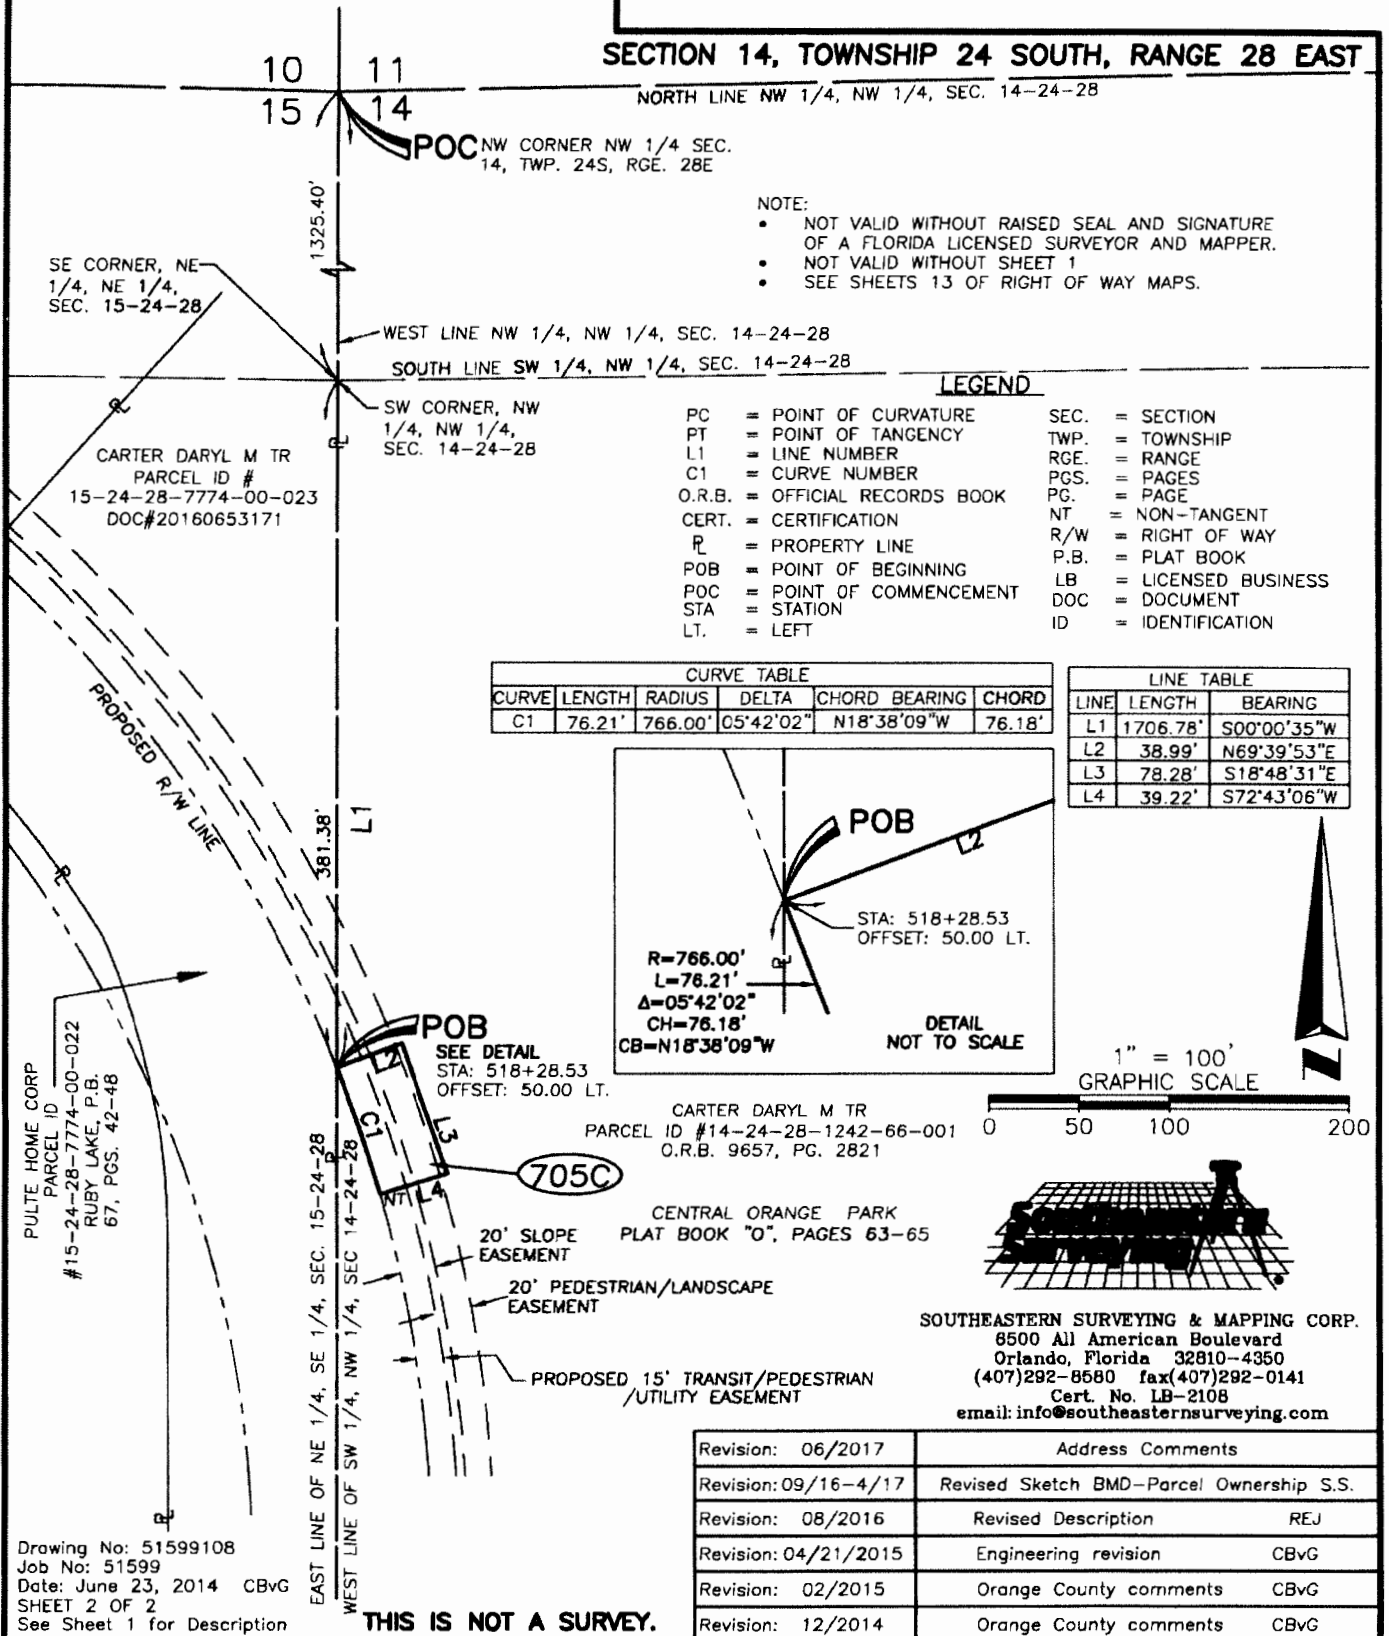 SECTION 14, TOWNSHIP 24 SOUTH, RANGE 28 EAST
10 11
15 14
NORTH LINE NW 1/4, NW 1/4, SEC. 14-24-28
POC NW CORNER NW 1/4 SEC.
14, TWP. 24S, RGE. 28E
1325.40'
NOTE:
• NOT VALID WITHOUT RAISED SEAL AND SIGNATURE
OF A FLORIDA LICENSED SURVEYOR AND MAPPER.
• NOT VALID WITHOUT SHEET 1
• SEE SHEETS 13 OF RIGHT OF WAY MAPS.
SE CORNER, NE
1/4, NE 1/4,
SEC. 15-24-28
WEST LINE NW 1/4, NW 1/4, SEC. 14-24-28
SOUTH LINE SW 1/4, NW 1/4, SEC. 14-24-28
SW CORNER, NW
1/4, NW 1/4,
SEC. 14-24-28
CARTER DARYL M TR
PARCEL ID #
15-24-28-7774-00-023
DOC#20160653171
LEGEND
PC = POINT OF CURVATURE
PT = POINT OF TANGENCY
L1 = LINE NUMBER
C1 = CURVE NUMBER
O.R.B. = OFFICIAL RECORDS BOOK
CERT. = CERTIFICATION
PL = PROPERTY LINE
POB = POINT OF BEGINNING
POC = POINT OF COMMENCEMENT
STA = STATION
LT. = LEFT
SEC. = SECTION
TWP. = TOWNSHIP
RGE. = RANGE
PGS. = PAGES
PG. = PAGE
NT = NON-TANGENT
R/W = RIGHT OF WAY
P.B. = PLAT BOOK
LB = LICENSED BUSINESS
DOC = DOCUMENT
ID = IDENTIFICATION
CURVE TABLE
CURVE LENGTH RADIUS DELTA CHORD BEARING CHORD
C1 76.21' 766.00' 05°42'02" N18°38'09"W 76.18'
LINE TABLE
LINE LENGTH BEARING
L1 1706.78' S00°00'35"W
L2 38.99' N69°39'53"E
L3 78.28' S18°48'31"E
L4 39.22' S72°43'06"W
PROPOSED R/W LINE
381.38'
L1
POB
L2
STA: 518+28.53
OFFSET: 50.00 LT.
PL
R=766.00'
L=76.21'
Δ=05°42'02"
CH=76.18'
CB=N18°38'09"W
DETAIL
NOT TO SCALE
POB
SEE DETAIL
STA: 518+28.53
OFFSET: 50.00 LT.
L2
C1
L3
NT L4
705C
1" = 100'
GRAPHIC SCALE
0 50 100 200
N
CARTER DARYL M TR
PARCEL ID #14-24-28-1242-66-001
O.R.B. 9657, PG. 2821
CENTRAL ORANGE PARK
PLAT BOOK "O", PAGES 63-65
PULTE HOME CORP
PARCEL ID
#15-24-28-7774-00-022
RUBY LAKE, P.B.
67, PGS. 42-48
20' SLOPE
EASEMENT
20' PEDESTRIAN/LANDSCAPE
EASEMENT
PROPOSED 15' TRANSIT/PEDESTRIAN
/UTILITY EASEMENT
EAST LINE OF NE 1/4, SE 1/4, SEC. 15-24-28
WEST LINE OF SW 1/4, NW 1/4, SEC 14-24-28
Southeastern
Surveying
SOUTHEASTERN SURVEYING & MAPPING CORP.
6500 All American Boulevard
Orlando, Florida 32810-4350
(407)292-8580 fax(407)292-0141
Cert. No. LB-2108
email: info@southeasternsurveying.com
Revision: 06/2017 Address Comments
Revision: 09/16-4/17 Revised Sketch BMD-Parcel Ownership S.S.
Revision: 08/2016 Revised Description REJ
Revision: 04/21/2015 Engineering revision CBvG
Revision: 02/2015 Orange County comments CBvG
Revision: 12/2014 Orange County comments CBvG
Drawing No: 51599108
Job No: 51599
Date: June 23, 2014 CBvG
SHEET 2 OF 2
See Sheet 1 for Description
THIS IS NOT A SURVEY.